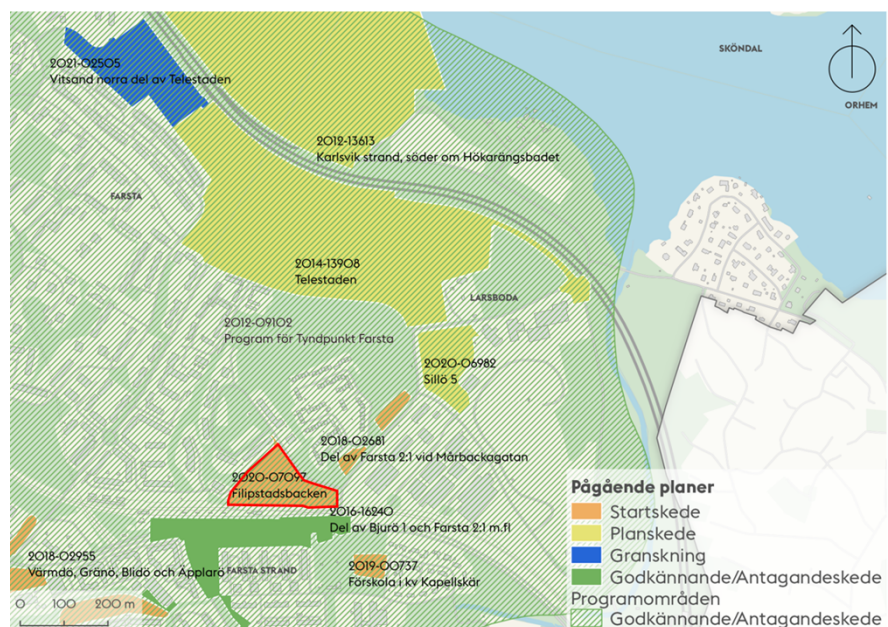 SKÖNDAL
ORHEM
2021-02505
Vitsand norra del av Telestaden
2012-13613
Karlsvik strand, söder om Hökarängsbadet
FARSTA
2014-13908
Telestaden
LARSBODA
2012-09102
Program för Tyndpunkt Farsta
2020-06982
Sillö 5
2018-02681
Del av Farsta 2:1 vid Mårbackagatan
2020-07097
Filipstadsbacken
2016-16240
Del av Bjurö 1 och Farsta 2:1 m.fl
2018-02955
Värmdö, Gränö, Blidö och Äpplarö
FARSTA STRAND
2019-00737
Förskola i kv Kapellskär
0 100 200 m
Pågående planer
Startskede
Planskede
Granskning
Godkännande/Antagandeskede
Programområden
Godkännande/Antagandeskede